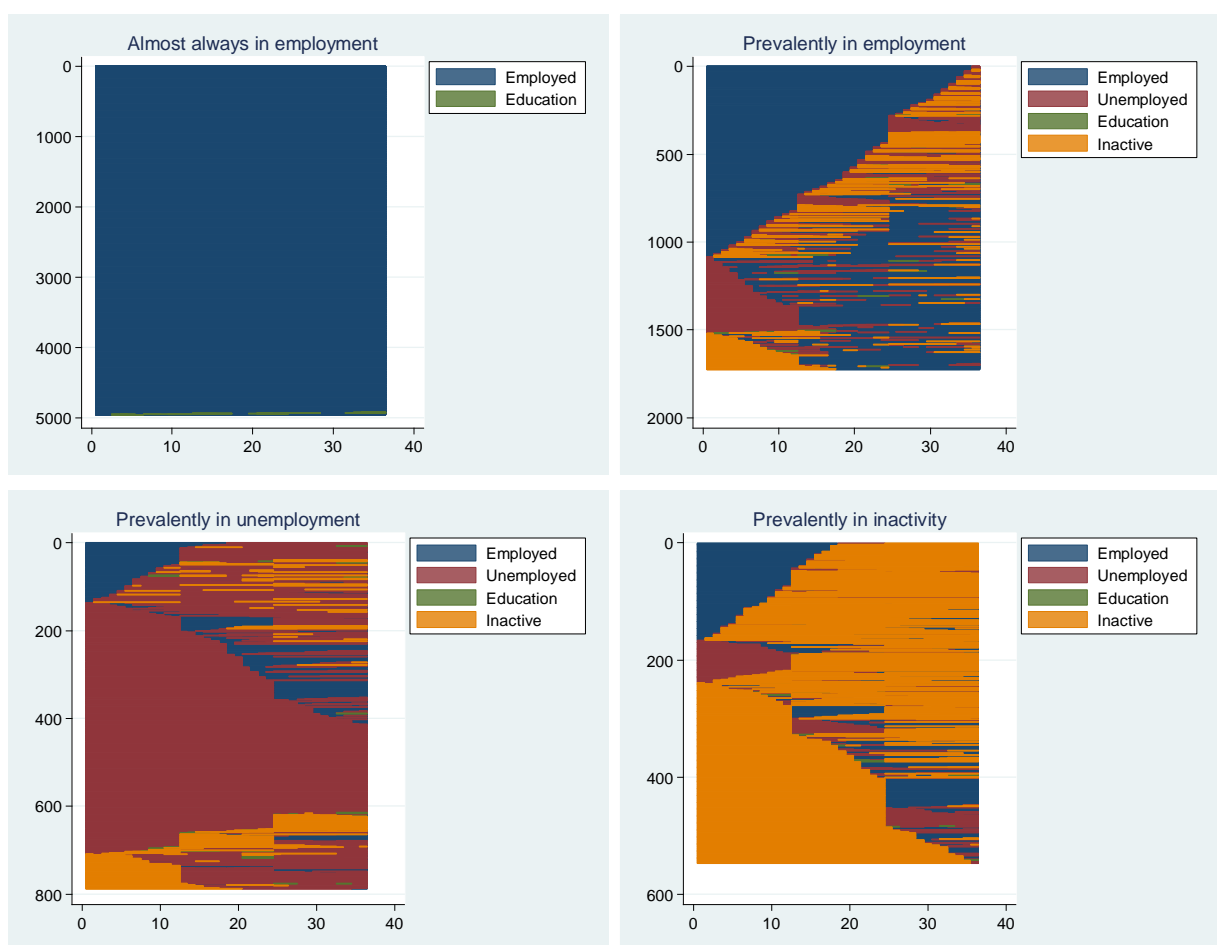 Almost always in employment
0
1000
2000
3000
4000
5000
0 10 20 30 40
Employed
Education
Prevalently in employment
0
500
1000
1500
2000
0 10 20 30 40
Employed
Unemployed
Education
Inactive
Prevalently in unemployment
0
200
400
600
800
0 10 20 30 40
Employed
Unemployed
Education
Inactive
Prevalently in inactivity
0
200
400
600
0 10 20 30 40
Employed
Unemployed
Education
Inactive